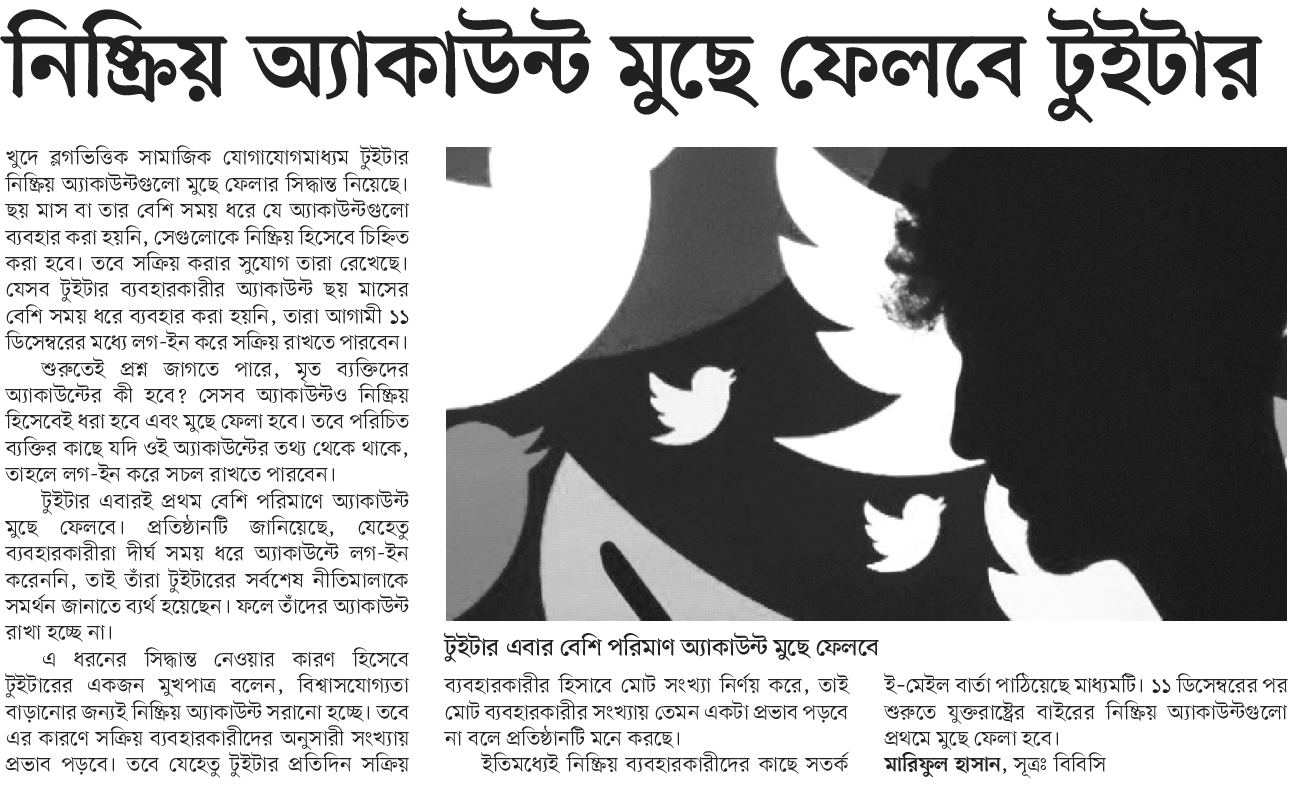 নিষ্ক্রিয় অ্যাকাউন্ট মুছে ফেলবে টুইটার
খুদে ব্লগভিত্তিক সামাজিক যোগাযোগমাধ্যম টুইটার
নিষ্ক্রিয় অ্যাকাউন্টগুলো মুছে ফেলার সিদ্ধান্ত নিয়েছে।
ছয় মাস বা তার বেশি সময় ধরে যে অ্যাকাউন্টগুলো
ব্যবহার করা হয়নি, সেগুলোকে নিষ্ক্রিয় হিসেবে চিহ্নিত
করা হবে। তবে সক্রিয় করার সুযোগ তারা রেখেছে।
যেসব টুইটার ব্যবহারকারীর অ্যাকাউন্ট ছয় মাসের
বেশি সময় ধরে ব্যবহার করা হয়নি, তারা আগামী ১১
ডিসেম্বরের মধ্যে লগ-ইন করে সক্রিয় রাখতে পারবেন।
শুরুতেই প্রশ্ন জাগতে পারে, মৃত ব্যক্তিদের
অ্যাকাউন্টের কী হবে? সেসব অ্যাকাউন্টও নিষ্ক্রিয়
হিসেবেই ধরা হবে এবং মুছে ফেলা হবে। তবে পরিচিত
ব্যক্তির কাছে যদি ওই অ্যাকাউন্টের তথ্য থেকে থাকে,
তাহলে লগ-ইন করে সচল রাখতে পারবেন।
টুইটার এবারই প্রথম বেশি পরিমাণে অ্যাকাউন্ট
মুছে ফেলবে। প্রতিষ্ঠানটি জানিয়েছে, যেহেতু
ব্যবহারকারীরা দীর্ঘ সময় ধরে অ্যাকাউন্টে লগ-ইন
করেননি, তাই তাঁরা টুইটারের সর্বশেষ নীতিমালাকে
সমর্থন জানাতে ব্যর্থ হয়েছেন। ফলে তাঁদের অ্যাকাউন্ট
রাখা হচ্ছে না।
এ ধরনের সিদ্ধান্ত নেওয়ার কারণ হিসেবে
টুইটারের একজন মুখপাত্র বলেন, বিশ্বাসযোগ্যতা
বাড়ানোর জন্যই নিষ্ক্রিয় অ্যাকাউন্ট সরানো হচ্ছে। তবে
এর কারণে সক্রিয় ব্যবহারকারীদের অনুসারী সংখ্যায়
প্রভাব পড়বে। তবে যেহেতু টুইটার প্রতিদিন সক্রিয়
টুইটার এবার বেশি পরিমাণ অ্যাকাউন্ট মুছে ফেলবে
ব্যবহারকারীর হিসাবে মোট সংখ্যা নির্ণয় করে, তাই
মোট ব্যবহারকারীর সংখ্যায় তেমন একটা প্রভাব পড়বে
না বলে প্রতিষ্ঠানটি মনে করছে।
ইতিমধ্যেই নিষ্ক্রিয় ব্যবহারকারীদের কাছে সতর্ক
ই-মেইল বার্তা পাঠিয়েছে মাধ্যমটি। ১১ ডিসেম্বরের পর
শুরুতে যুক্তরাষ্ট্রের বাইরের নিষ্ক্রিয় অ্যাকাউন্টগুলো
প্রথমে মুছে ফেলা হবে।
মারিফুল হাসান, সূত্রঃ বিবিসি